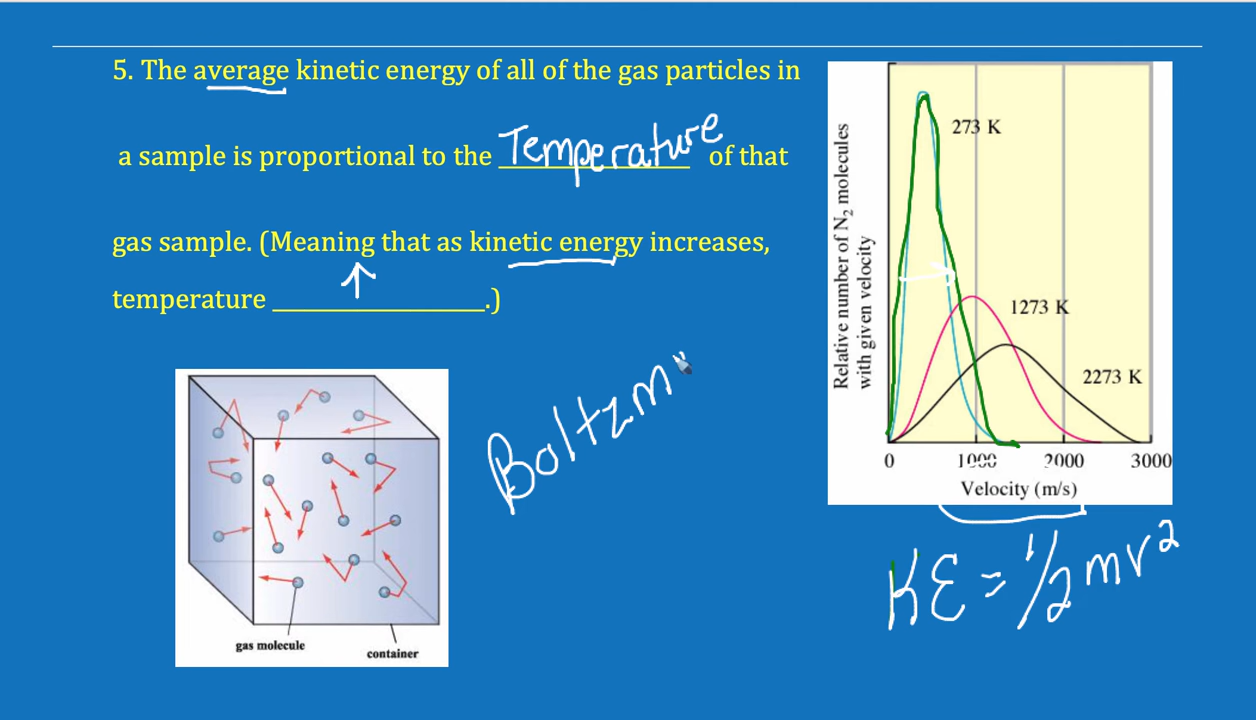 5. The average kinetic energy of all of the gas particles in
a sample is proportional to the Temperature of that
gas sample. (Meaning that as kinetic energy increases,
temperature ↑.)
Boltzm
gas molecule
container
Relative number of N₂ molecules
with given velocity
273 K
1273 K
2273 K
0 1000 2000 3000
Velocity (m/s)
KE = 1/2 mv²